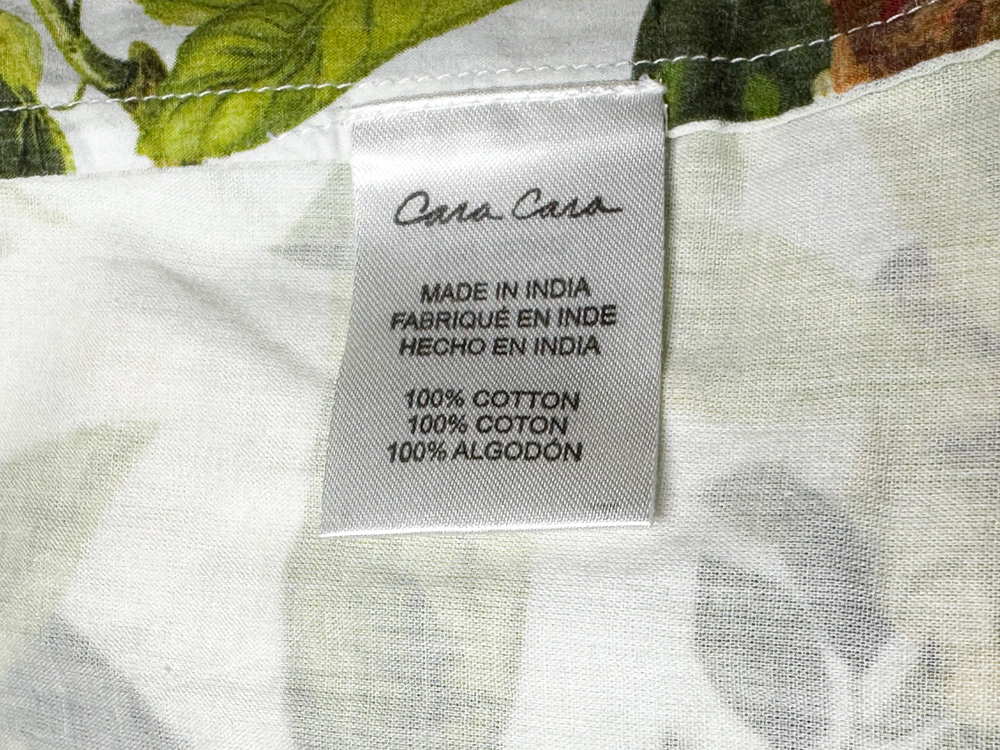 Cara Cara
MADE IN INDIA
FABRIQUÉ EN INDE
HECHO EN INDIA
100% COTTON
100% COTON
100% ALGODÓN